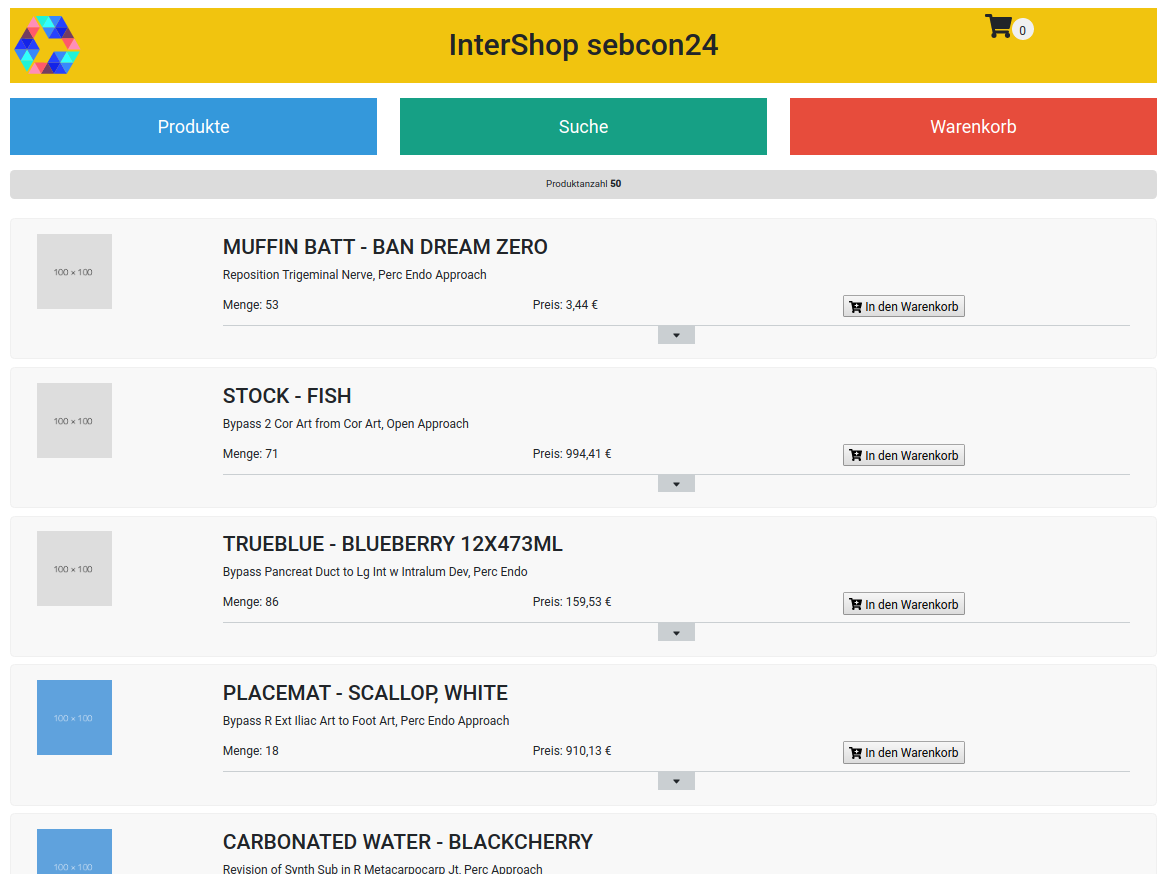 InterShop sebcon24
0
Produkte Suche Warenkorb
Produktanzahl 50
100 × 100
MUFFIN BATT - BAN DREAM ZERO
Reposition Trigeminal Nerve, Perc Endo Approach
Menge: 53 Preis: 3,44 € In den Warenkorb
100 × 100
STOCK - FISH
Bypass 2 Cor Art from Cor Art, Open Approach
Menge: 71 Preis: 994,41 € In den Warenkorb
100 × 100
TRUEBLUE - BLUEBERRY 12X473ML
Bypass Pancreat Duct to Lg Int w Intralum Dev, Perc Endo
Menge: 86 Preis: 159,53 € In den Warenkorb
100 × 100
PLACEMAT - SCALLOP, WHITE
Bypass R Ext Iliac Art to Foot Art, Perc Endo Approach
Menge: 18 Preis: 910,13 € In den Warenkorb
100 × 100
CARBONATED WATER - BLACKCHERRY
Revision of Synth Sub in R Metacarpocarp Jt, Perc Approach